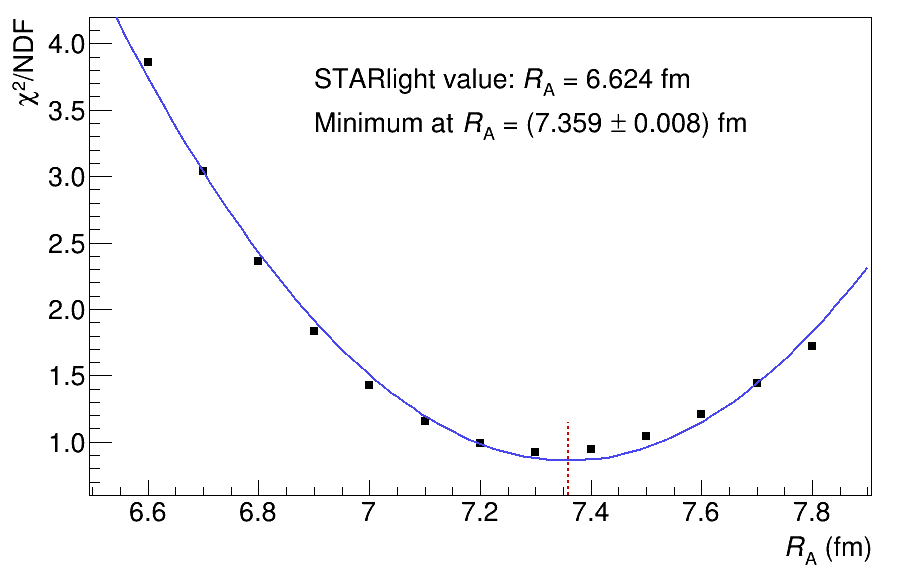 χ²/NDF
4.0
3.5
3.0
2.5
2.0
1.5
1.0
STARlight value: R_A = 6.624 fm
Minimum at R_A = (7.359 ± 0.008) fm
6.6 6.8 7 7.2 7.4 7.6 7.8
R_A (fm)